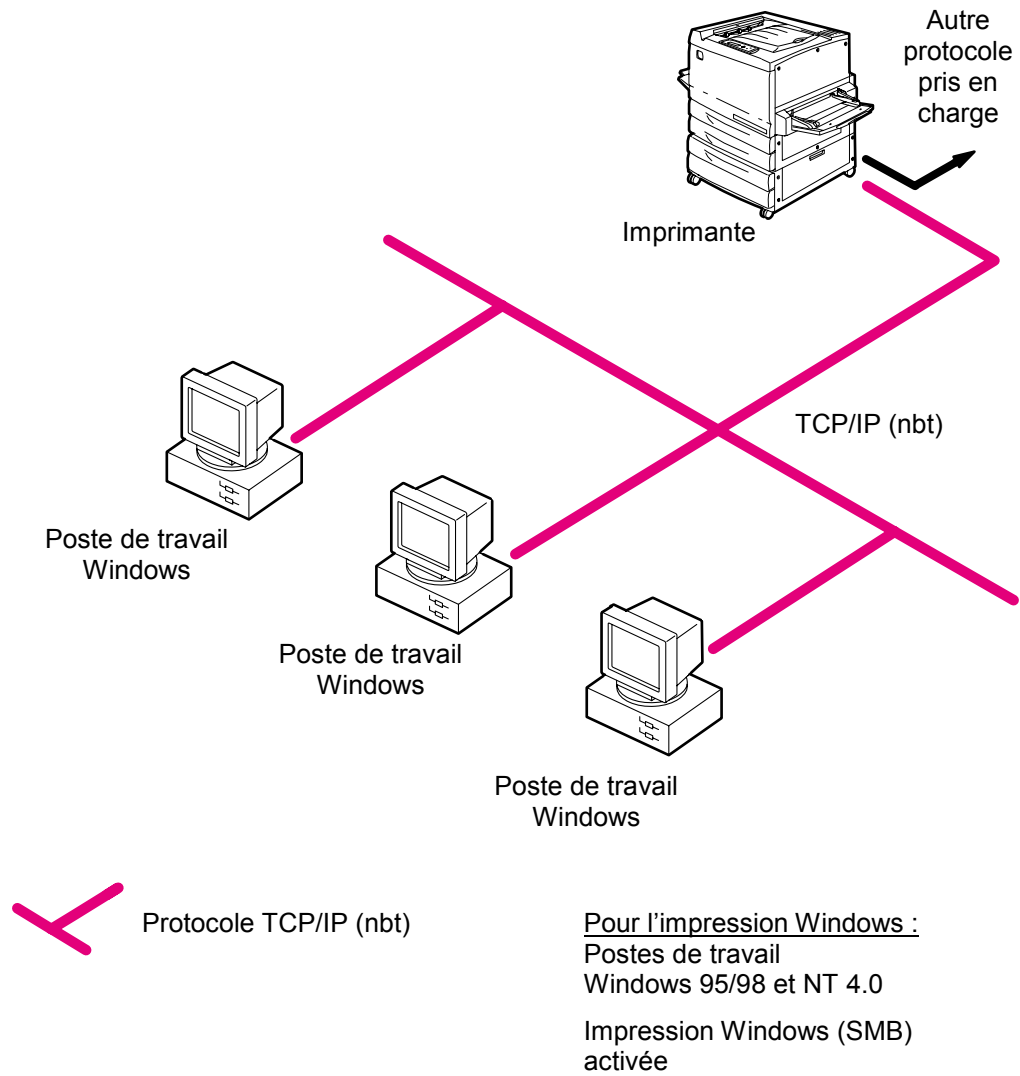 Autre
protocole
pris en
charge
Imprimante
TCP/IP (nbt)
Poste de travail
Windows
Poste de travail
Windows
Poste de travail
Windows
Protocole TCP/IP (nbt)
Pour l’impression Windows :
Postes de travail
Windows 95/98 et NT 4.0
Impression Windows (SMB)
activée